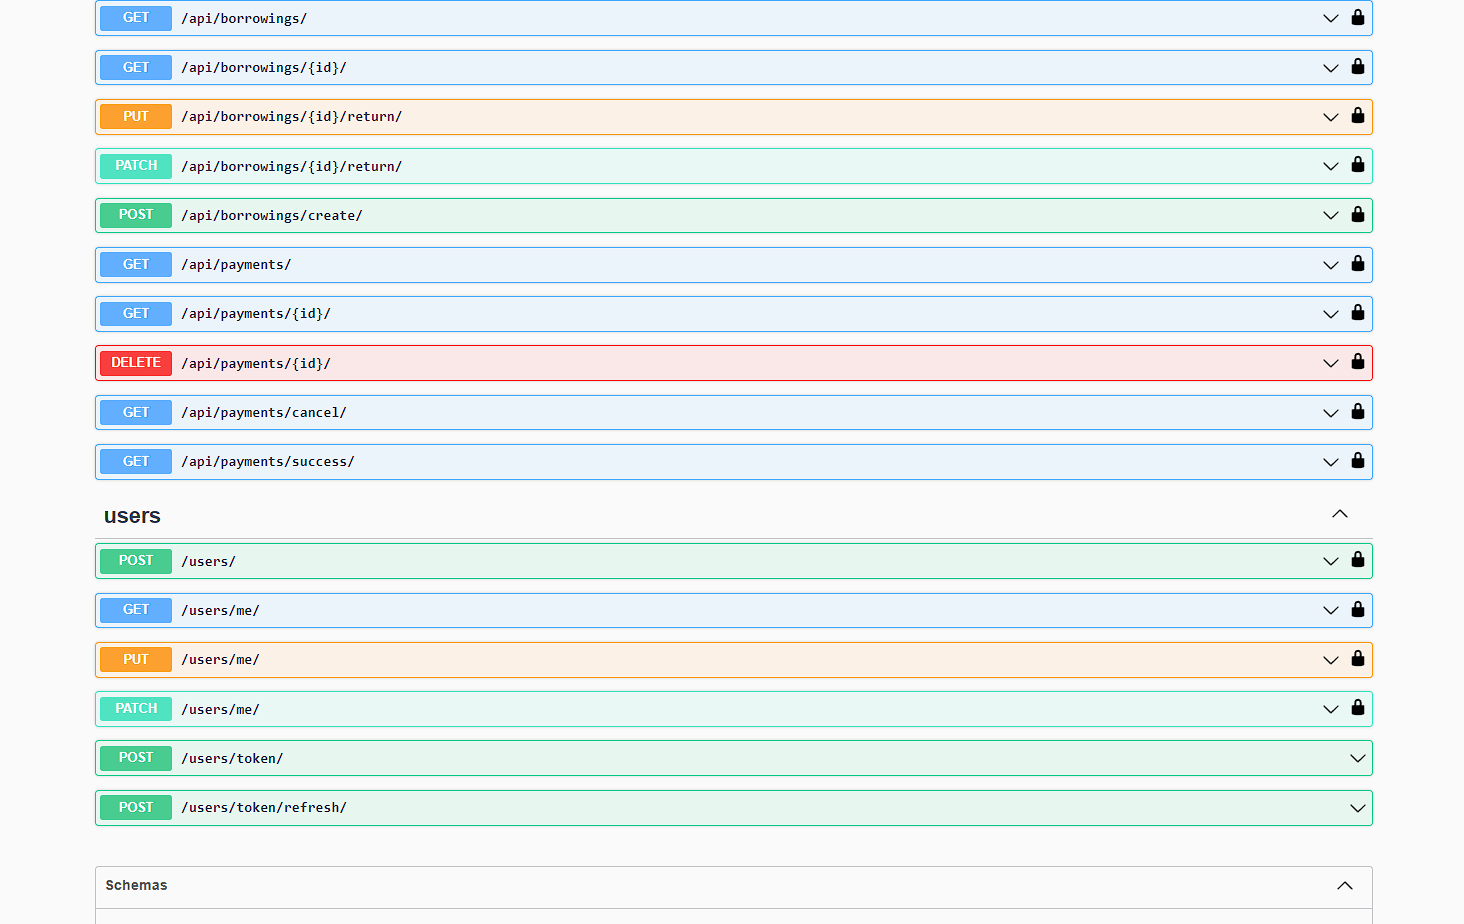 GET /api/borrowings/
GET /api/borrowings/{id}/
PUT /api/borrowings/{id}/return/
PATCH /api/borrowings/{id}/return/
POST /api/borrowings/create/
GET /api/payments/
GET /api/payments/{id}/
DELETE /api/payments/{id}/
GET /api/payments/cancel/
GET /api/payments/success/
users
POST /users/
GET /users/me/
PUT /users/me/
PATCH /users/me/
POST /users/token/
POST /users/token/refresh/
Schemas